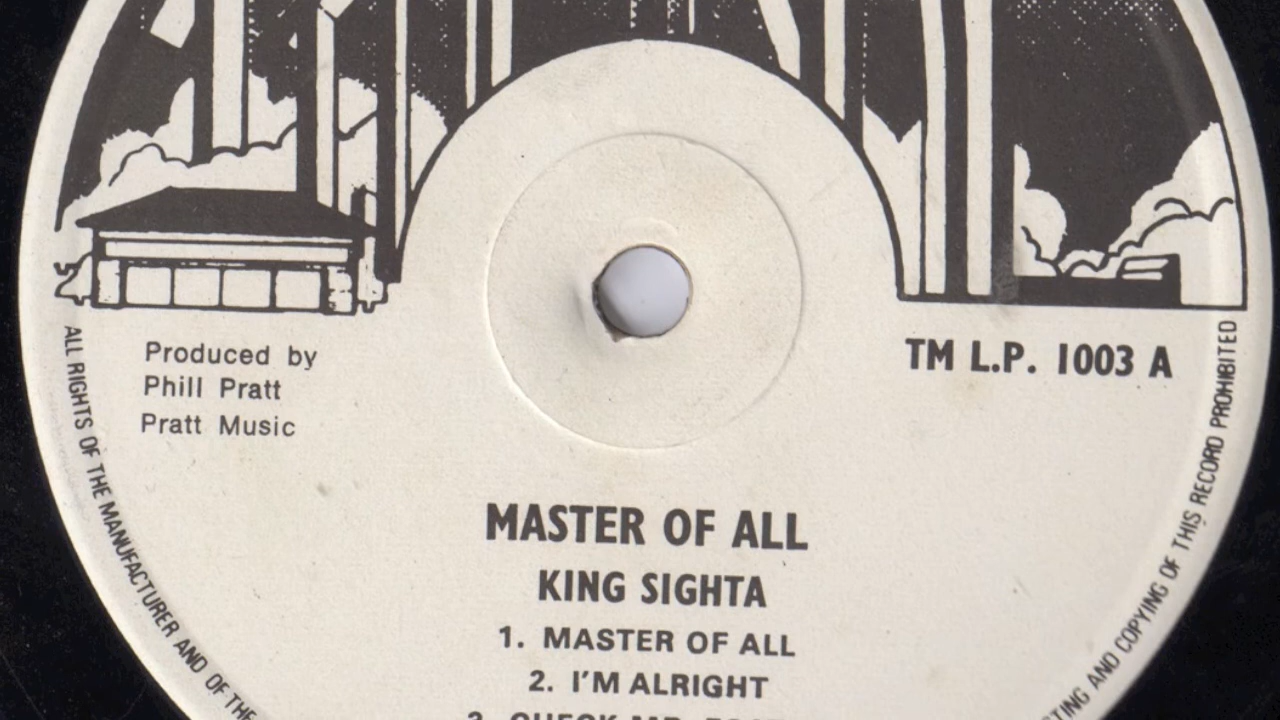 Produced by
Phill Pratt
Pratt Music
TM L.P. 1003 A
MASTER OF ALL
KING SIGHTA
1. MASTER OF ALL
2. I'M ALRIGHT
ALL RIGHTS OF THE MANUFACTURER AND OF THE
AND COPYING OF THIS RECORD PROHIBITED